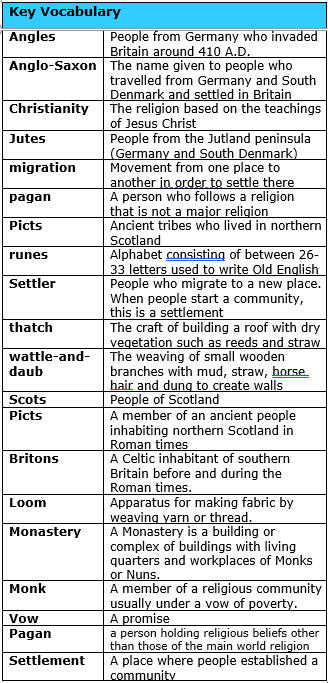 Key Vocabulary
Angles People from Germany who invaded
Britain around 410 A.D.
Anglo-Saxon The name given to people who
travelled from Germany and South
Denmark and settled in Britain
Christianity The religion based on the teachings
of Jesus Christ
Jutes People from the Jutland peninsula
(Germany and South Denmark)
migration Movement from one place to
another in order to settle there
pagan A person who follows a religion
that is not a major religion
Picts Ancient tribes who lived in northern
Scotland
runes Alphabet consisting of between 26-
33 letters used to write Old English
Settler People who migrate to a new place.
When people start a community,
this is a settlement
thatch The craft of building a roof with dry
vegetation such as reeds and straw
wattle-and- The weaving of small wooden
daub branches with mud, straw, horse
hair and dung to create walls
Scots People of Scotland
Picts A member of an ancient people
inhabiting northern Scotland in
Roman times
Britons A Celtic inhabitant of southern
Britain before and during the
Roman times.
Loom Apparatus for making fabric by
weaving yarn or thread.
Monastery A Monastery is a building or
complex of buildings with living
quarters and workplaces of Monks
or Nuns.
Monk A member of a religious community
usually under a vow of poverty.
Vow A promise
Pagan a person holding religious beliefs other
than those of the main world religion
Settlement A place where people established a
community